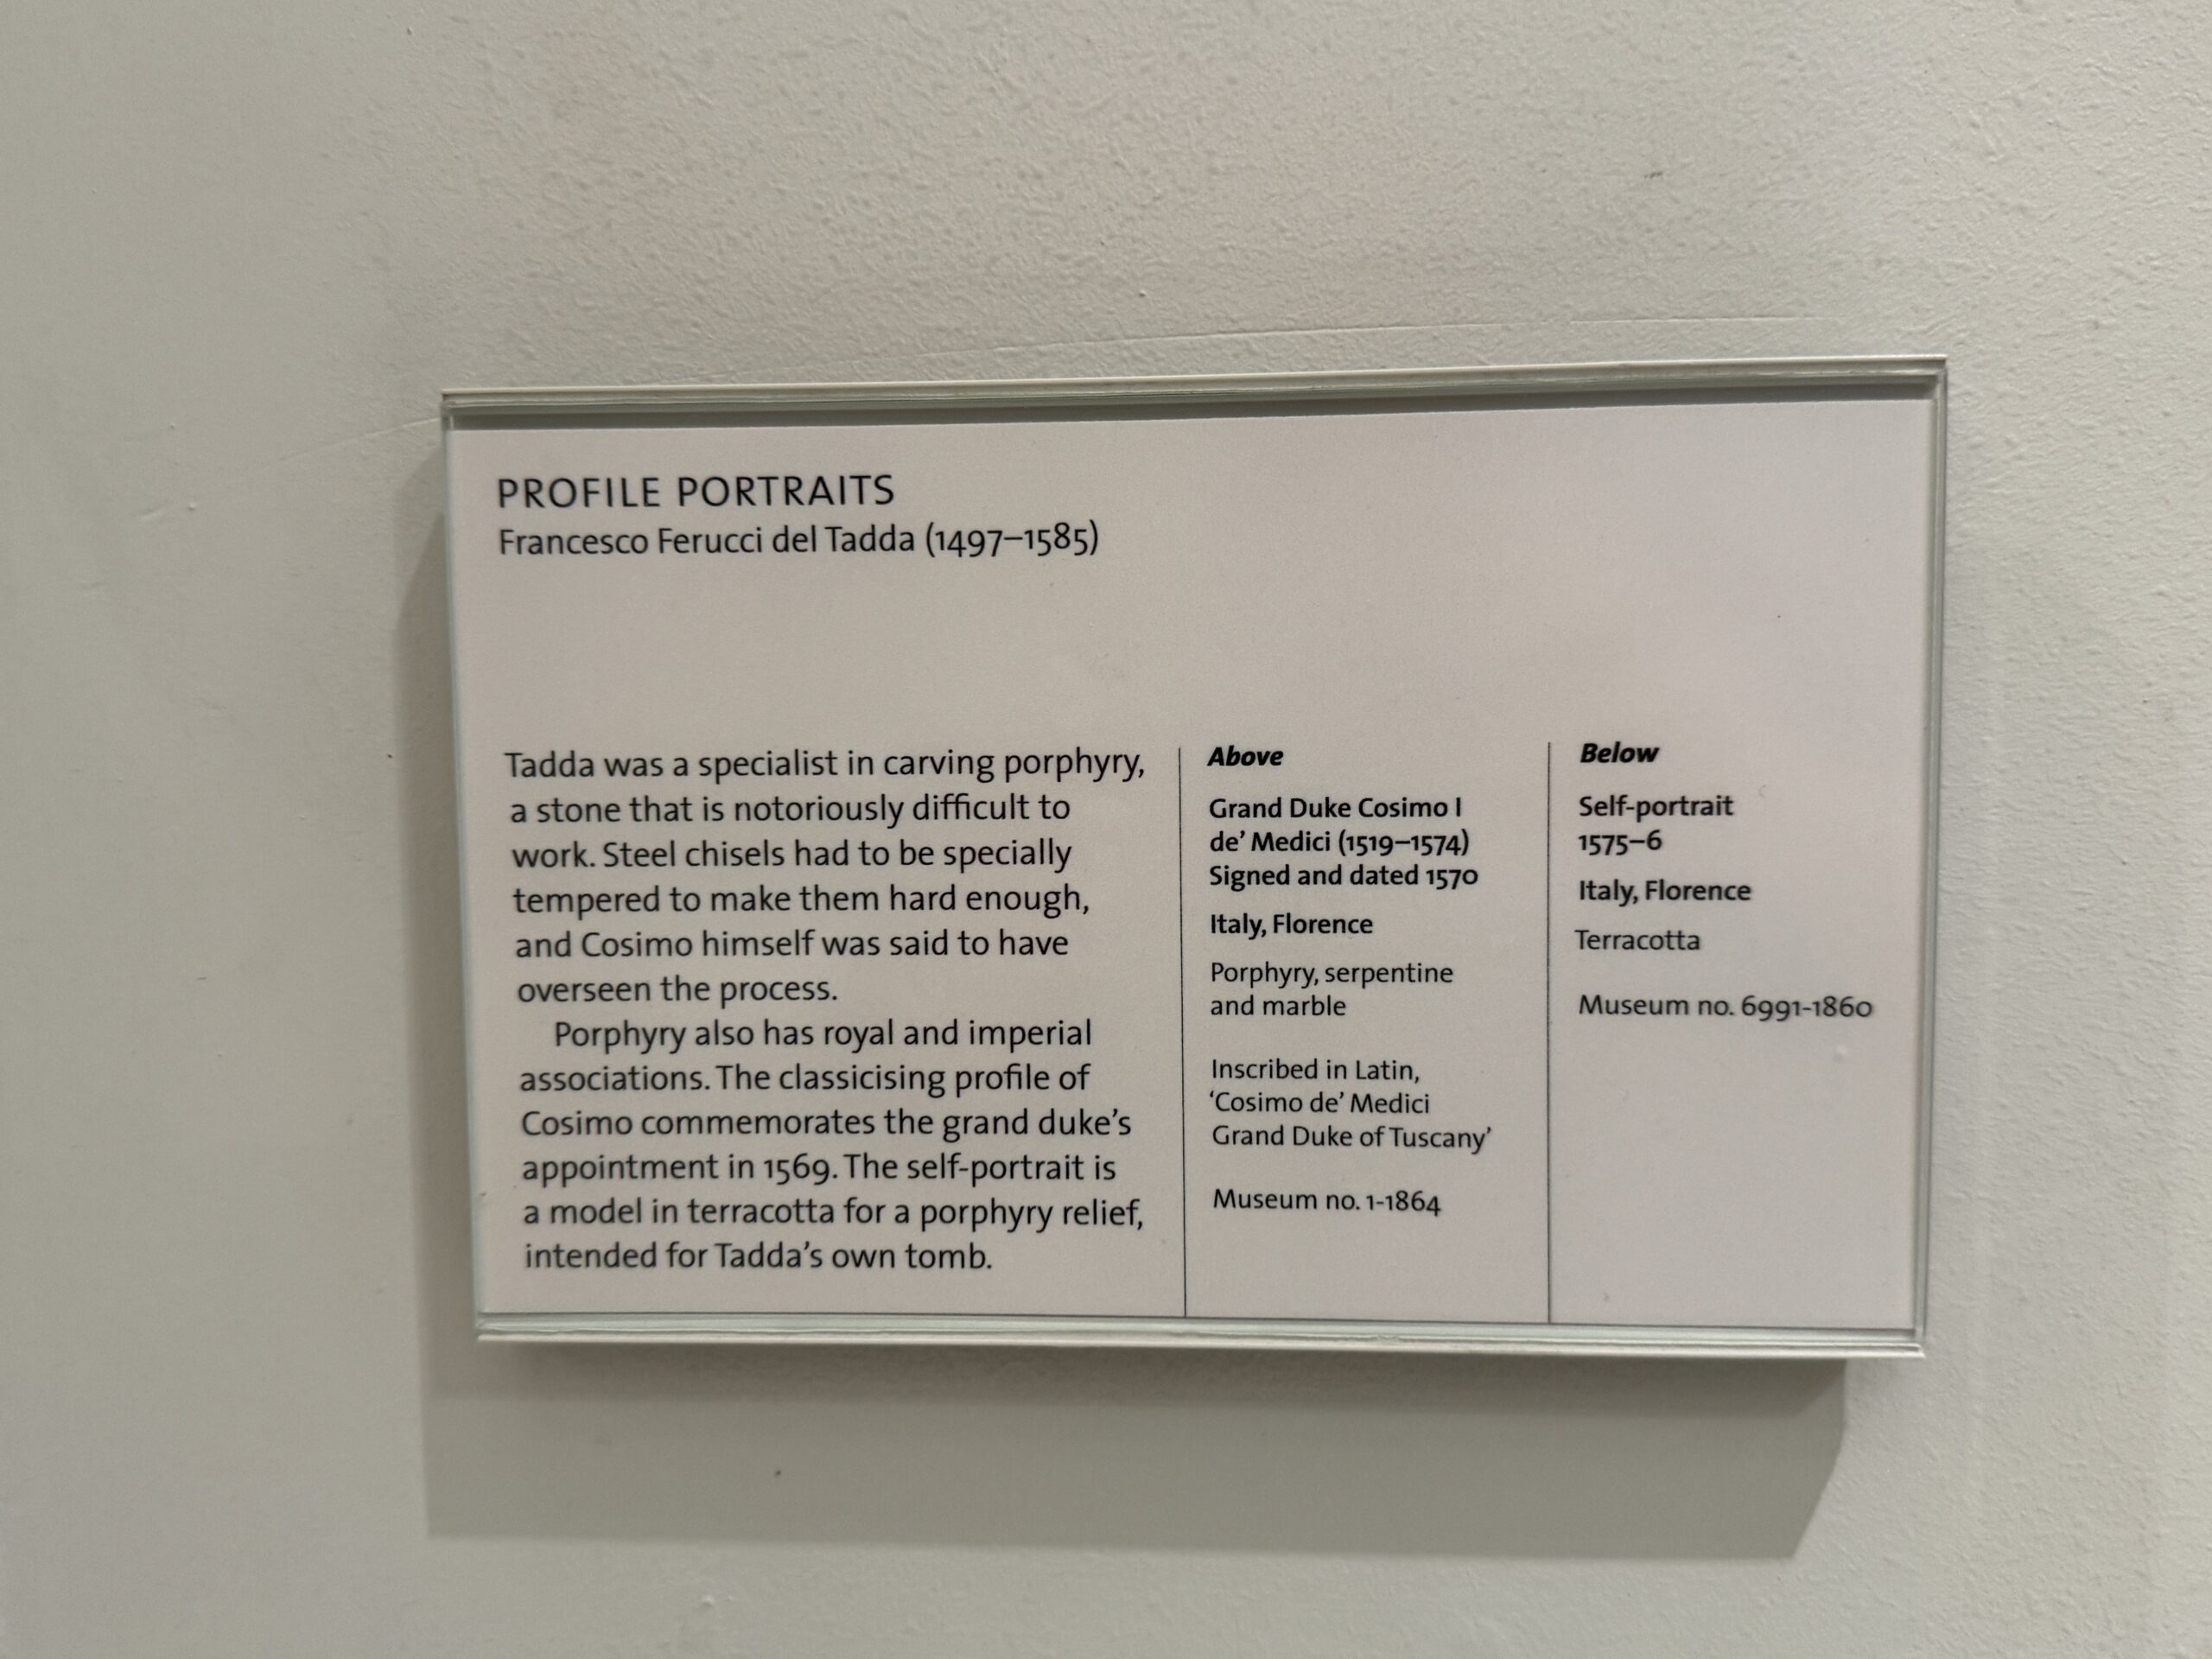 PROFILE PORTRAITS
Francesco Ferucci del Tadda (1497–1585)
Tadda was a specialist in carving porphyry,
a stone that is notoriously difficult to
work. Steel chisels had to be specially
tempered to make them hard enough,
and Cosimo himself was said to have
overseen the process.
Porphyry also has royal and imperial
associations. The classicising profile of
Cosimo commemorates the grand duke’s
appointment in 1569. The self-portrait is
a model in terracotta for a porphyry relief,
intended for Tadda’s own tomb.
Above
Grand Duke Cosimo I
de’ Medici (1519–1574)
Signed and dated 1570
Italy, Florence
Porphyry, serpentine
and marble
Inscribed in Latin,
‘Cosimo de’ Medici
Grand Duke of Tuscany’
Museum no. 1-1864
Below
Self-portrait
1575–6
Italy, Florence
Terracotta
Museum no. 6991-1860